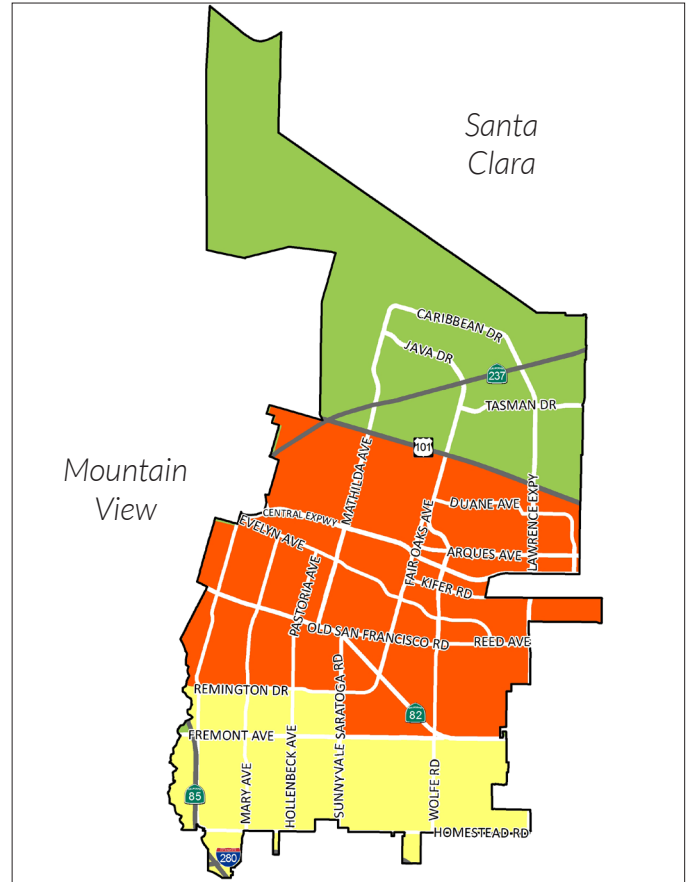 Santa
Clara
CARIBBEAN DR
JAVA DR
237
TASMAN DR
101
Mountain
View
MATHILDA AVE
DUANE AVE
LAWRENCE EXPY
CENTRAL EXPWY
EVELYN AVE
FAIR OAKS AVE
ARQUES AVE
KIFER RD
PASTORIA AVE
OLD SAN FRANCISCO RD
REED AVE
REMINGTON DR
SUNNYVALE SARATOGA RD
82
FREMONT AVE
85
MARY AVE
HOLLENBECK AVE
WOLFE RD
HOMESTEAD RD
280